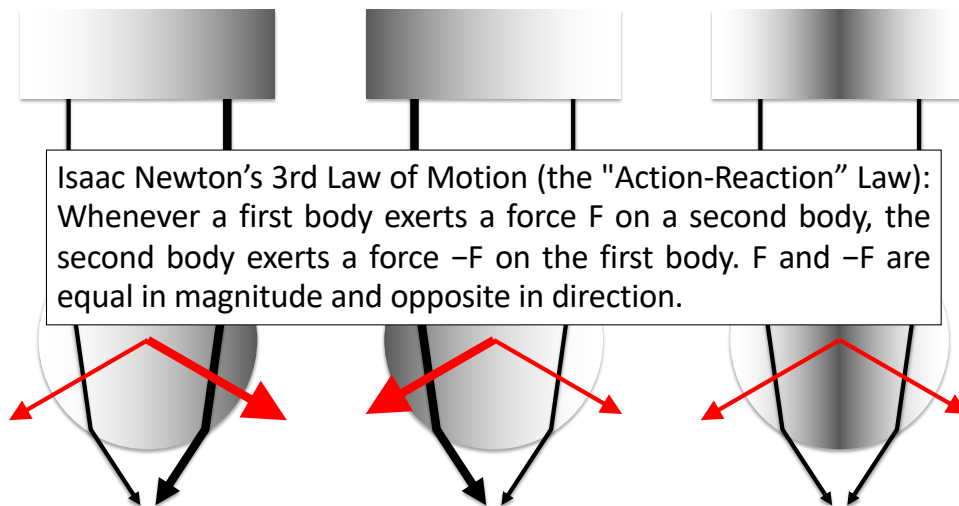 Isaac Newton’s 3rd Law of Motion (the "Action-Reaction” Law):
Whenever a first body exerts a force F on a second body, the
second body exerts a force −F on the first body. F and −F are
equal in magnitude and opposite in direction.